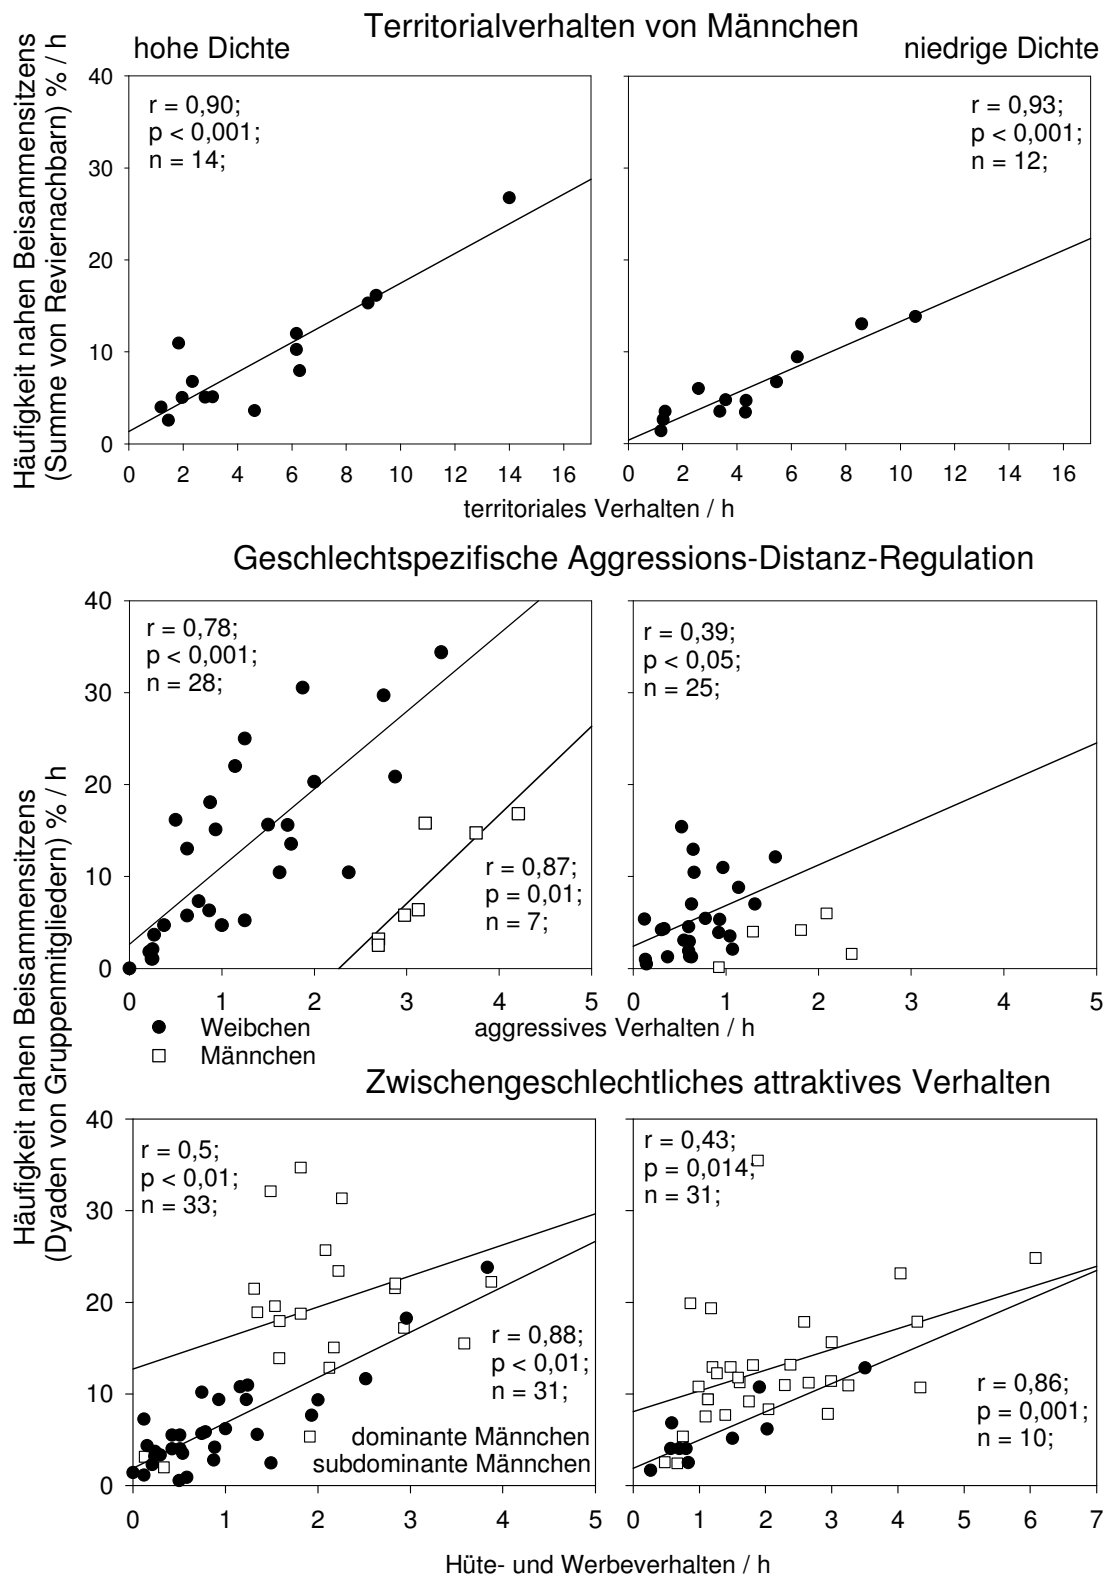 Territorialverhalten von Männchen
hohe Dichte
niedrige Dichte
Häufigkeit nahen Beisammensitzens
(Summe von Reviernachbarn) % / h
40
30
20
10
0
r = 0,90;
p < 0,001;
n = 14;
r = 0,93;
p < 0,001;
n = 12;
0 2 4 6 8 10 12 14 16
0 2 4 6 8 10 12 14 16
territoriales Verhalten / h
Geschlechtspezifische Aggressions-Distanz-Regulation
Häufigkeit nahen Beisammensitzens
(Dyaden von Gruppenmitgliedern) % / h
40
30
20
10
0
r = 0,78;
p < 0,001;
n = 28;
r = 0,87;
p = 0,01;
n = 7;
r = 0,39;
p < 0,05;
n = 25;
0 1 2 3 4 5
0 1 2 3 4 5
aggressives Verhalten / h
Weibchen
Männchen
Zwischengeschlechtliches attraktives Verhalten
40
30
20
10
0
r = 0,5;
p < 0,01;
n = 33;
r = 0,88;
p < 0,01;
n = 31;
dominante Männchen
subdominante Männchen
r = 0,43;
p = 0,014;
n = 31;
r = 0,86;
p = 0,001;
n = 10;
0 1 2 3 4 5
0 1 2 3 4 5 6 7
Hüte- und Werbeverhalten / h